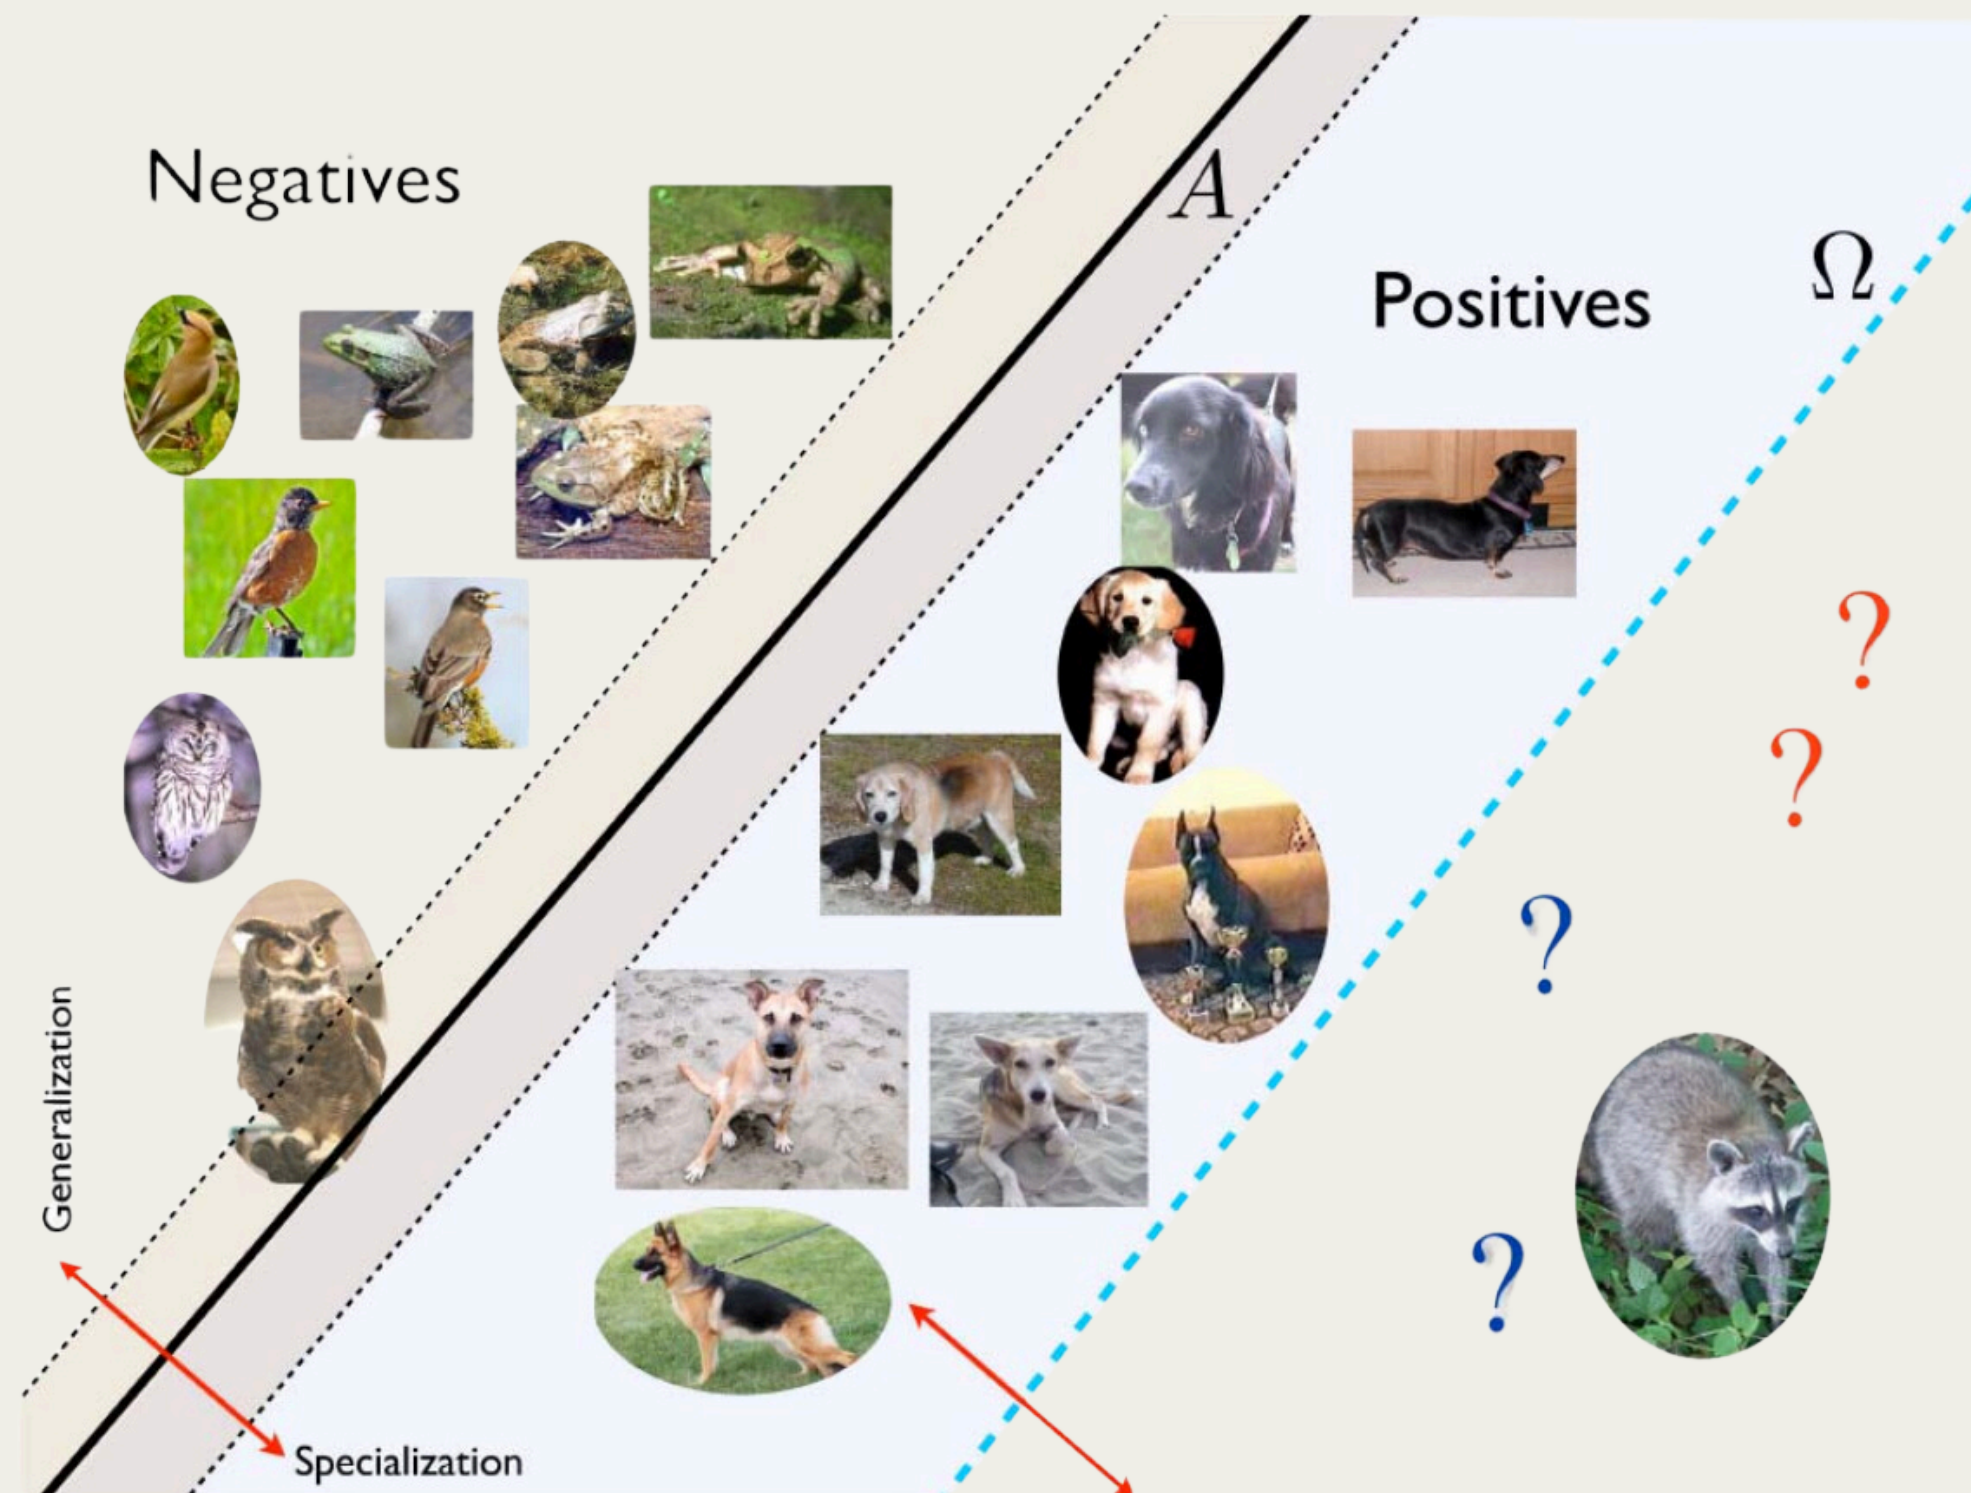 Negatives
A
Ω
Positives
?
?
?
?
Generalization
Specialization